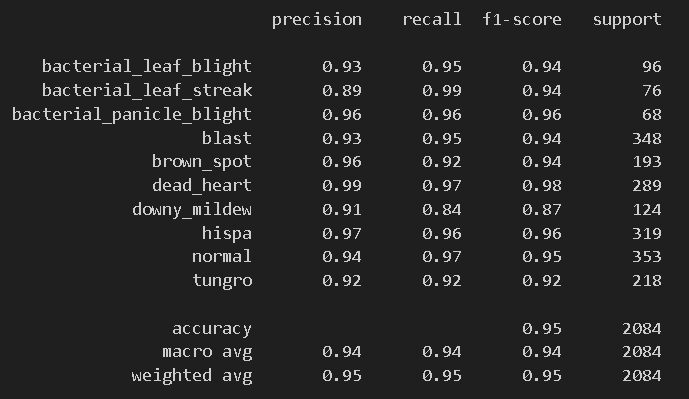 precision recall f1-score support
bacterial_leaf_blight 0.93 0.95 0.94 96
bacterial_leaf_streak 0.89 0.99 0.94 76
bacterial_panicle_blight 0.96 0.96 0.96 68
blast 0.93 0.95 0.94 348
brown_spot 0.96 0.92 0.94 193
dead_heart 0.99 0.97 0.98 289
downy_mildew 0.91 0.84 0.87 124
hispa 0.97 0.96 0.96 319
normal 0.94 0.97 0.95 353
tungro 0.92 0.92 0.92 218
accuracy 0.95 2084
macro avg 0.94 0.94 0.94 2084
weighted avg 0.95 0.95 0.95 2084